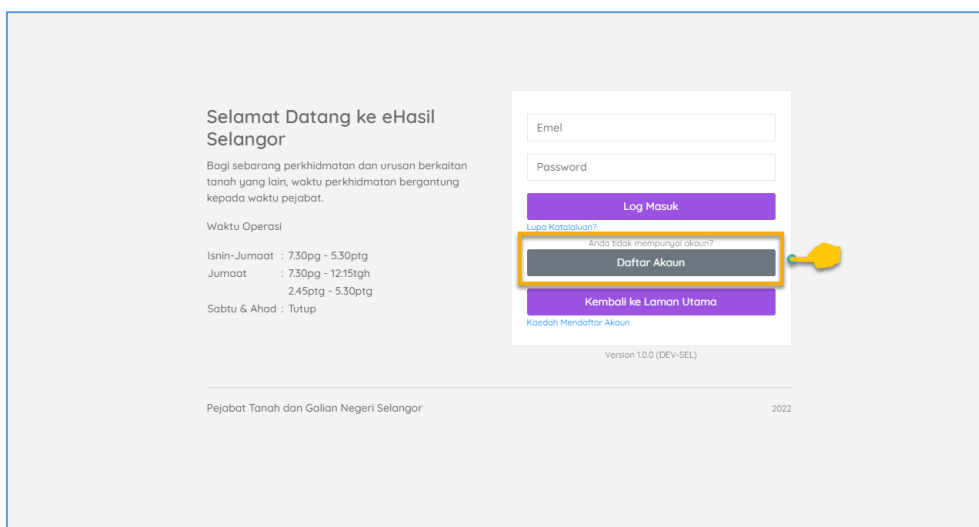 Selamat Datang ke eHasil
Selangor
Bagi sebarang perkhidmatan dan urusan berkaitan
tanah yang lain, waktu perkhidmatan bergantung
kepada waktu pejabat.
Waktu Operasi
Isnin-Jumaat : 7.30pg - 5.30ptg
Jumaat : 7.30pg - 12:15tgh
2.45ptg - 5.30ptg
Sabtu & Ahad : Tutup
Emel
Password
Log Masuk
Lupa Katalaluan?
Anda tidak mempunyai akaun?
Daftar Akaun
Kembali ke Laman Utama
Kaedah Mendaftar Akaun
Version 1.0.0 (DEV-SEL)
Pejabat Tanah dan Galian Negeri Selangor
2022